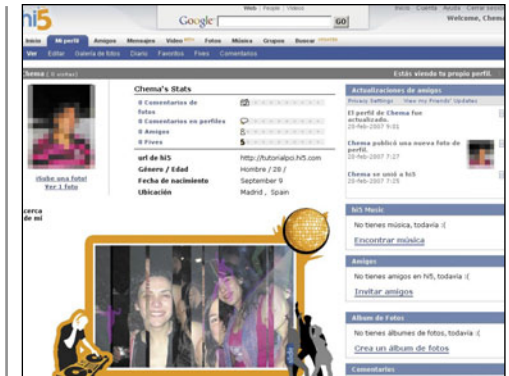 hi5
Web | People | Videos
Google
GO
Inicio Cuenta Ayuda Cerrar sesión
Welcome, Chema
Inicio Mi perfil Amigos Mensajes Video Fotos Música Grupos Buscar
Ver Editar Galería de fotos Diario Favoritos Fives Comentarios
Chema ( 0 visitas)
Estás viendo tu propio perfil.
¡Sube una foto!
Ver 1 foto
Chema's Stats
0 Comentarios de
fotos
0 Comentarios en perfiles
0 Amigos
0 Fives
url de hi5 http://tutorialpo.hi5.com
Género / Edad Hombre / 28 /
Fecha de nacimiento September 9
Ubicación Madrid , Spain
Actualizaciones de amigos
Privacy Settings View my Friends' Updates
El perfil de Chema fue
actualizado.
20-feb-2007 9:01
Chema publicó una nueva foto de
perfil.
20-feb-2007 7:27
Chema se unió a hi5
20-feb-2007 7:25
cerca
de mi
hi5 Music
No tienes música, todavía :(
Encontrar música
Amigos
No tienes amigos en hi5, todavía :(
Invitar amigos
Album de Fotos
No tienes álbumes de fotos, todavía :(
Crea un álbum de fotos
Comentarios
slide